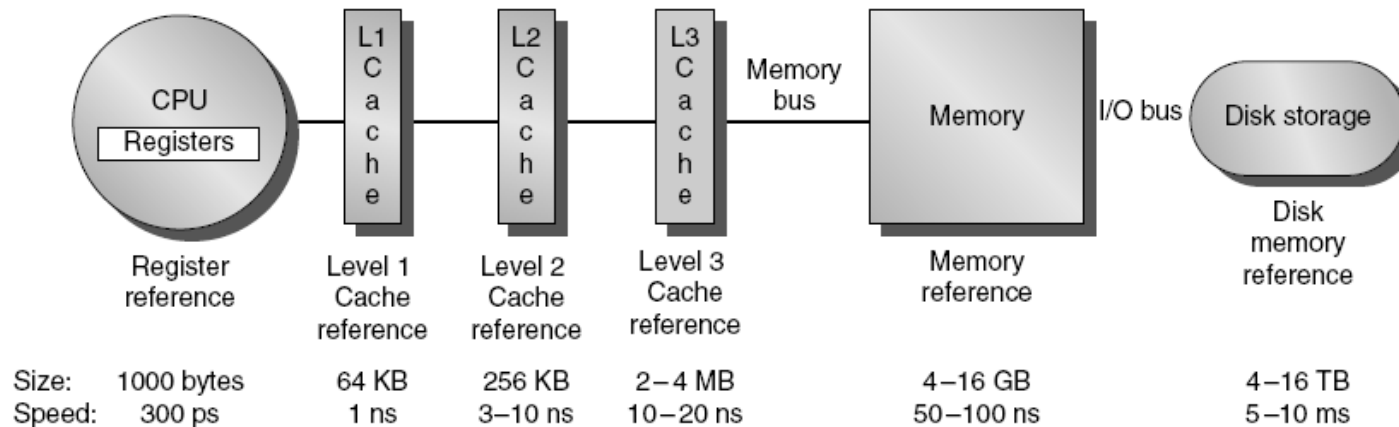 CPU
Registers
L1
C
a
c
h
e
L2
C
a
c
h
e
L3
C
a
c
h
e
Memory
bus
Memory
I/O bus
Disk storage
Register
reference
Level 1
Cache
reference
Level 2
Cache
reference
Level 3
Cache
reference
Memory
reference
Disk
memory
reference
Size: 1000 bytes 64 KB 256 KB 2–4 MB 4–16 GB 4–16 TB
Speed: 300 ps 1 ns 3–10 ns 10–20 ns 50–100 ns 5–10 ms